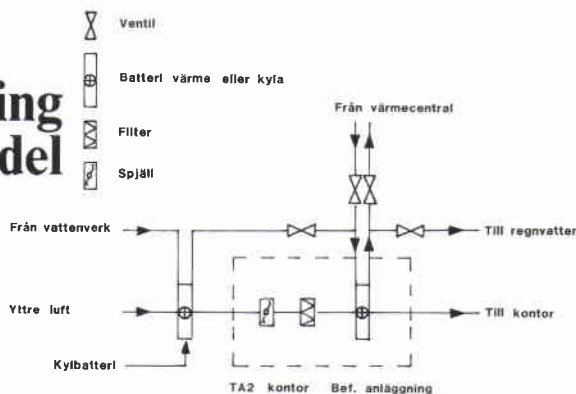 Ventil
Batteri värme eller kyla
ing
del
Filter
Spjäll
Från värmecentral
Från vattenverk
Till regnvatten
Yttre luft
Till kontor
Kylbatteri
TA2 kontor Bef. anläggning